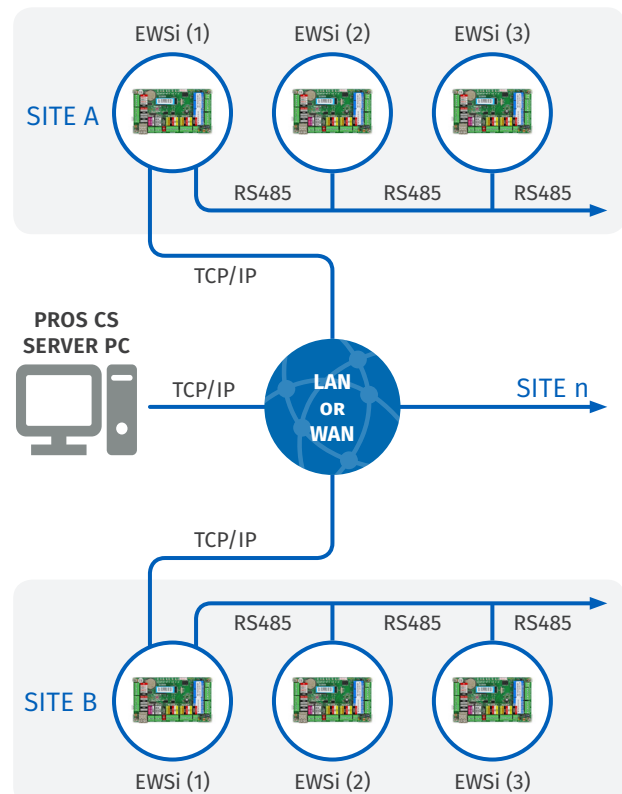 EWSi (1) EWSi (2) EWSi (3)
SITE A
RS485 RS485 RS485
TCP/IP
PROS CS
SERVER PC
TCP/IP
LAN
OR
WAN
SITE n
TCP/IP
RS485 RS485 RS485
SITE B
EWSi (1) EWSi (2) EWSi (3)